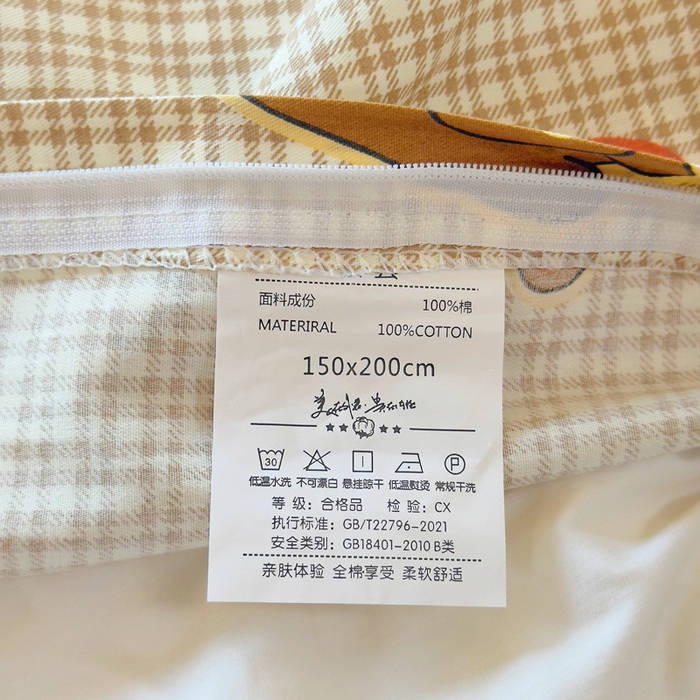 面料成份 100%棉
MATERIRAL 100%COTTON
150x200cm
30 P
低温水洗 不可漂白 悬挂晾干 低温熨烫 常规干洗
等 级：合格品 检 验：CX
执行标准：GB/T22796-2021
安全类别：GB18401-2010 B类
亲肤体验 全棉享受 柔软舒适